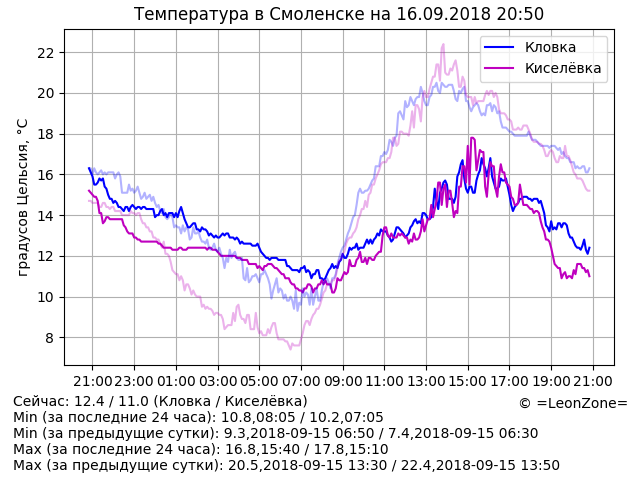 Температура в Смоленске на 16.09.2018 20:50
градусов Цельсия, °C
22
20
18
16
14
12
10
8
Кловка
Киселёвка
21:00 23:00 01:00 03:00 05:00 07:00 09:00 11:00 13:00 15:00 17:00 19:00 21:00
Сейчас: 12.4 / 11.0 (Кловка / Киселёвка)
© =LeonZone=
Min (за последние 24 часа): 10.8,08:05 / 10.2,07:05
Min (за предыдущие сутки): 9.3,2018-09-15 06:50 / 7.4,2018-09-15 06:30
Max (за последние 24 часа): 16.8,15:40 / 17.8,15:10
Max (за предыдущие сутки): 20.5,2018-09-15 13:30 / 22.4,2018-09-15 13:50